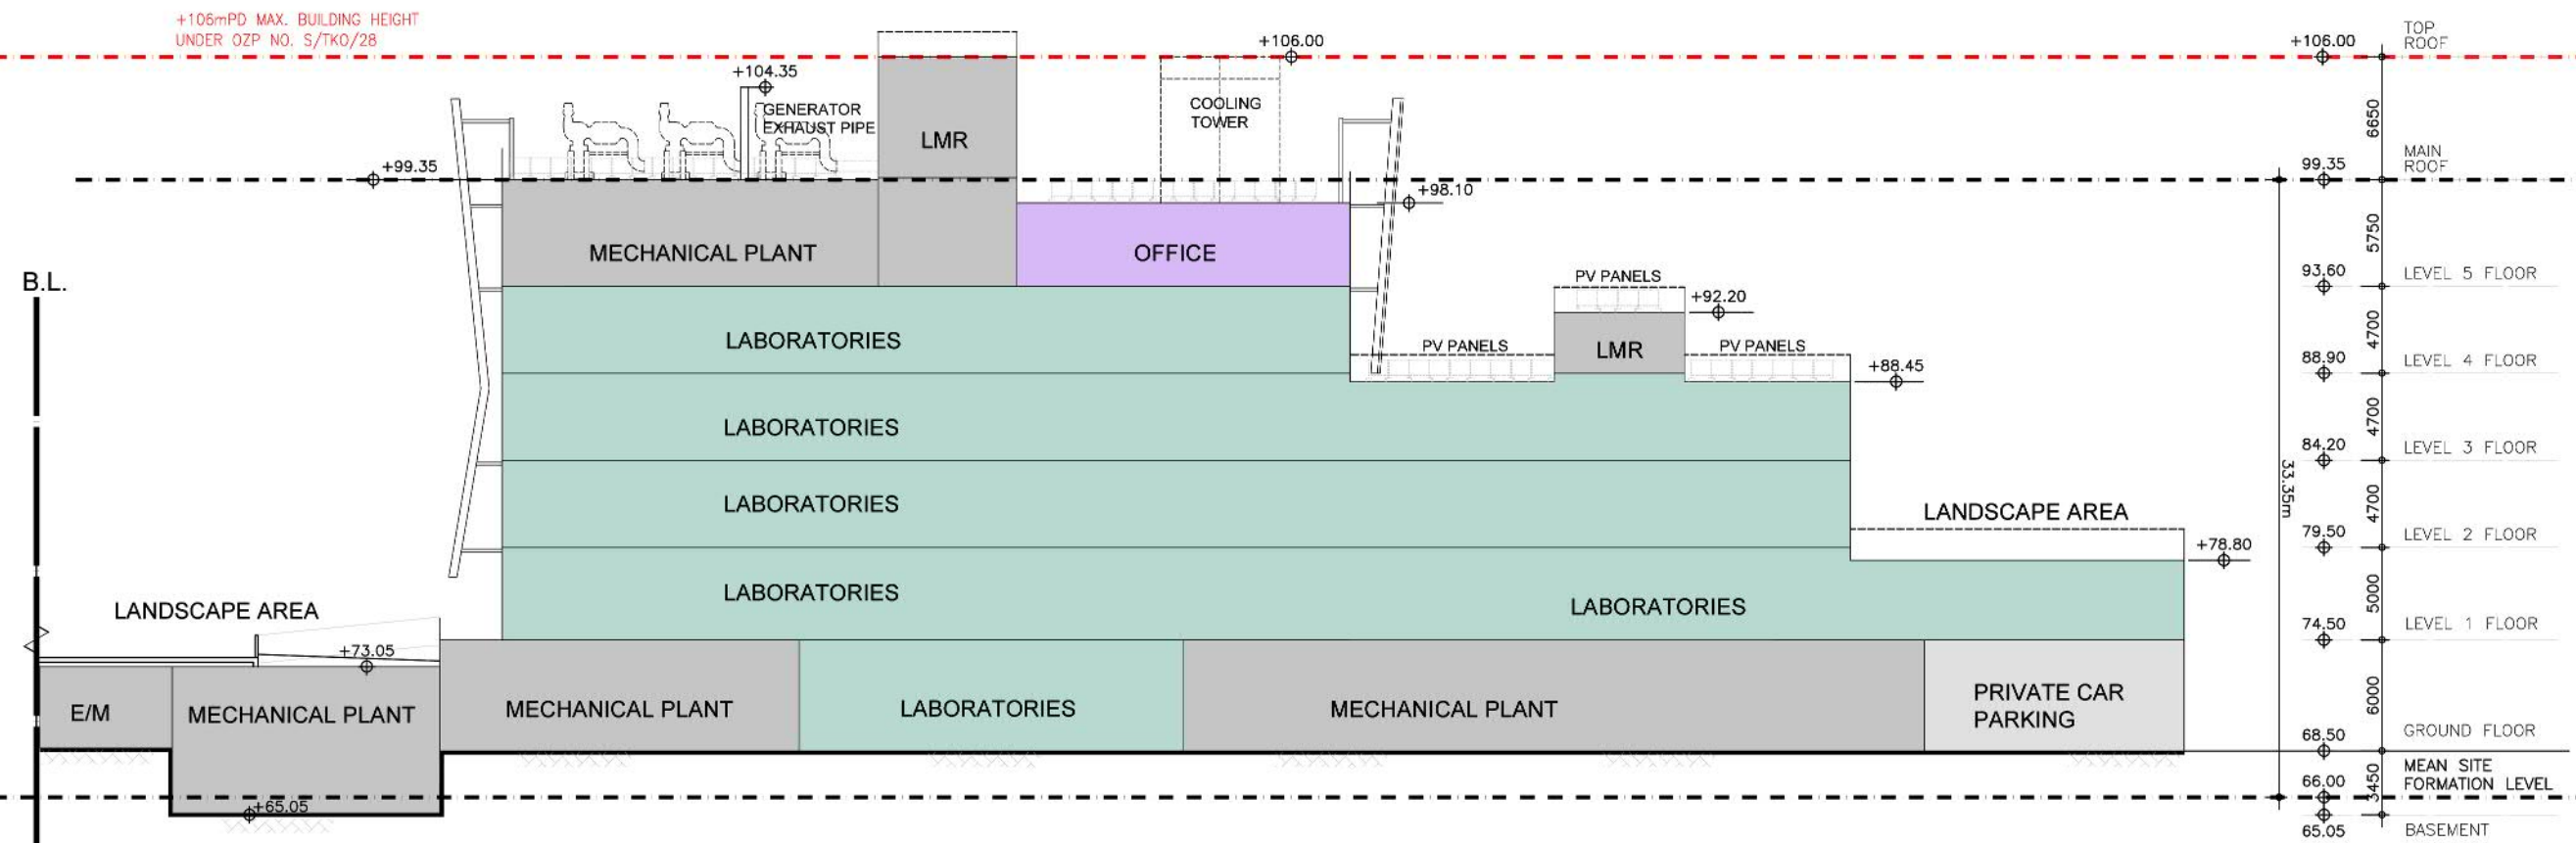 +106mPD MAX. BUILDING HEIGHT
UNDER OZP NO. S/TKO/28
+106.00
+106.00
TOP
ROOF
+104.35
GENERATOR
EXHAUST PIPE
LMR
COOLING
TOWER
6650
+99.35
99.35
MAIN
ROOF
+98.10
MECHANICAL PLANT
OFFICE
5750
B.L.
PV PANELS
93.60
LEVEL 5 FLOOR
+92.20
LABORATORIES
PV PANELS
LMR
PV PANELS
4700
88.90
LEVEL 4 FLOOR
+88.45
LABORATORIES
4700
84.20
LEVEL 3 FLOOR
33.35m
LABORATORIES
LANDSCAPE AREA
4700
79.50
LEVEL 2 FLOOR
+78.80
LABORATORIES
LABORATORIES
5000
LANDSCAPE AREA
74.50
LEVEL 1 FLOOR
+73.05
E/M
MECHANICAL PLANT
MECHANICAL PLANT
LABORATORIES
MECHANICAL PLANT
PRIVATE CAR
PARKING
6000
68.50
GROUND FLOOR
MEAN SITE
FORMATION LEVEL
66.00
3450
+65.05
65.05
BASEMENT